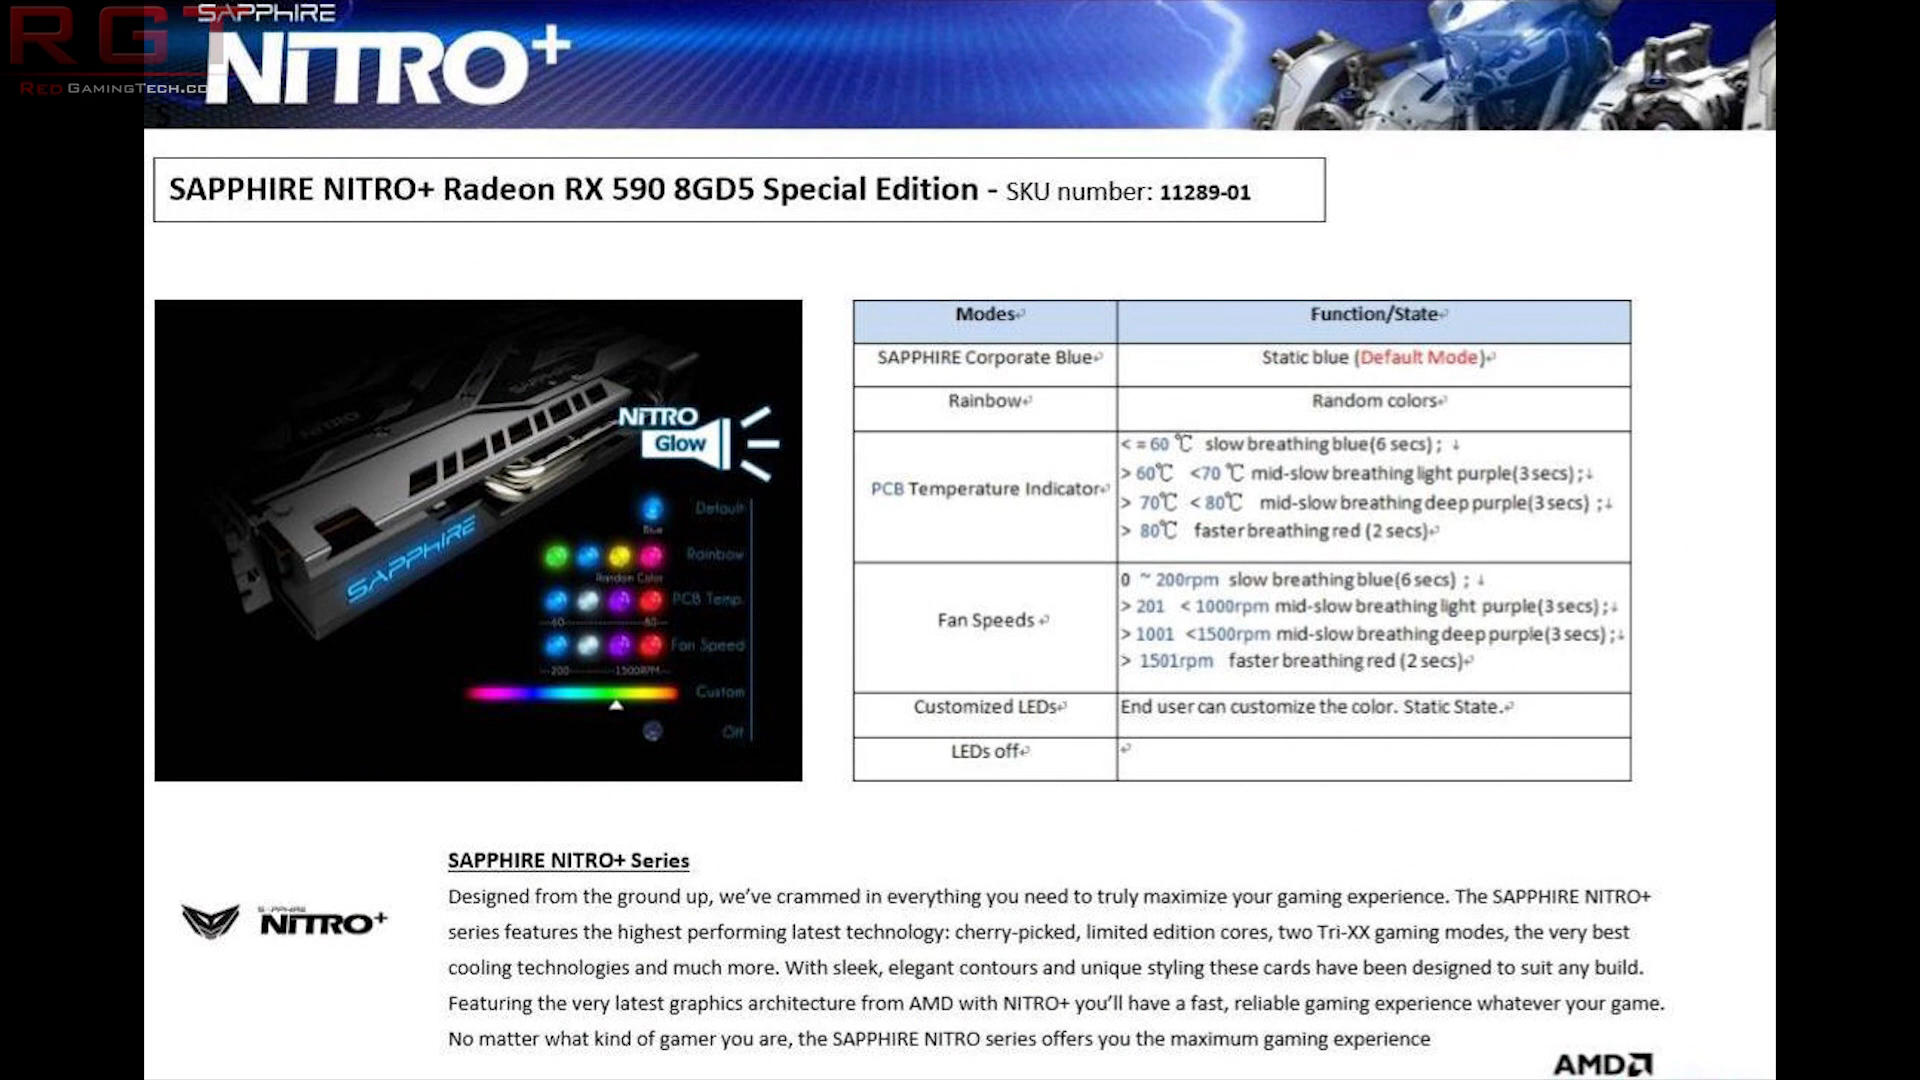 SAPPHIRE
NITRO+
RGT
RED GAMINGTECH.CO
SAPPHIRE NITRO+ Radeon RX 590 8GD5 Special Edition - SKU number: 11289-01
NITRO
Glow
SAPPHIRE
Default
Blue
Rainbow
Random Color
PCB Temp.
60 80
Fan Speed
200 1500RPM
Custom
Off
Modes Function/State
SAPPHIRE Corporate Blue Static blue (Default Mode)
Rainbow Random colors
PCB Temperature Indicator
< = 60 ℃ slow breathing blue(6 secs) ; ↓
> 60℃ <70 ℃ mid-slow breathing light purple(3 secs) ;↓
> 70℃ < 80℃ mid-slow breathing deep purple(3 secs) ;↓
> 80℃ faster breathing red (2 secs)
Fan Speeds
0 ~ 200rpm slow breathing blue(6 secs) ; ↓
> 201 < 1000rpm mid-slow breathing light purple(3 secs) ;↓
> 1001 <1500rpm mid-slow breathing deep purple(3 secs) ;↓
> 1501rpm faster breathing red (2 secs)
Customized LEDs End user can customize the color. Static State.
LEDs off
SAPPHIRE
NITRO+
SAPPHIRE NITRO+ Series
Designed from the ground up, we’ve crammed in everything you need to truly maximize your gaming experience. The SAPPHIRE NITRO+
series features the highest performing latest technology: cherry-picked, limited edition cores, two Tri-XX gaming modes, the very best
cooling technologies and much more. With sleek, elegant contours and unique styling these cards have been designed to suit any build.
Featuring the very latest graphics architecture from AMD with NITRO+ you’ll have a fast, reliable gaming experience whatever your game.
No matter what kind of gamer you are, the SAPPHIRE NITRO series offers you the maximum gaming experience
AMD